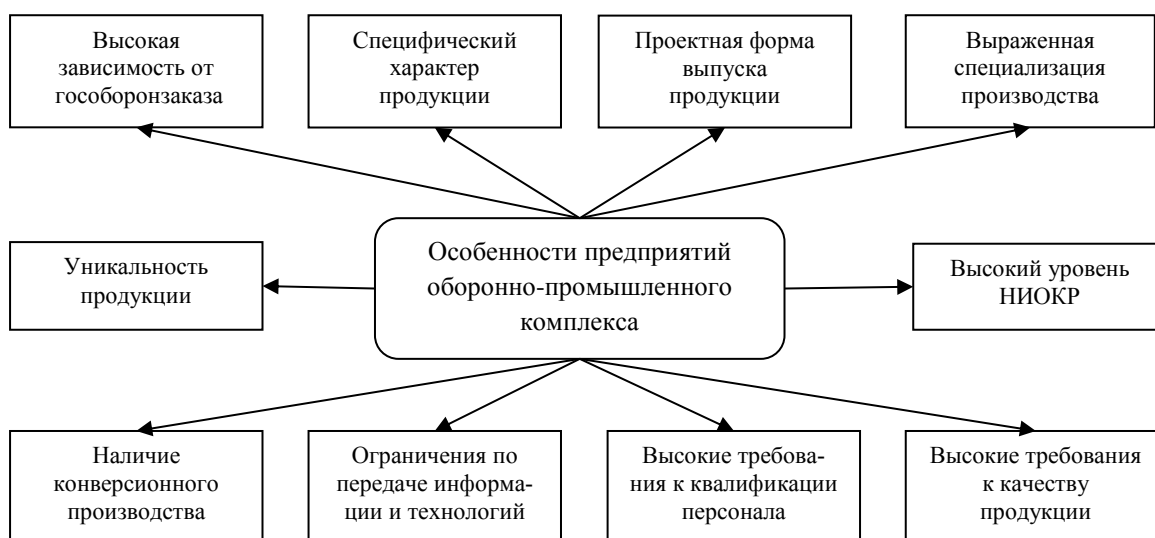 Высокая
зависимость от
гособоронзаказа
Специфический
характер
продукции
Проектная форма
выпуска
продукции
Выраженная
специализация
производства
Уникальность
продукции
Особенности предприятий
оборонно-промышленного
комплекса
Высокий уровень
НИОКР
Наличие
конверсионного
производства
Ограничения по
передаче информа-
ции и технологий
Высокие требова-
ния к квалификации
персонала
Высокие требования
к качеству
продукции